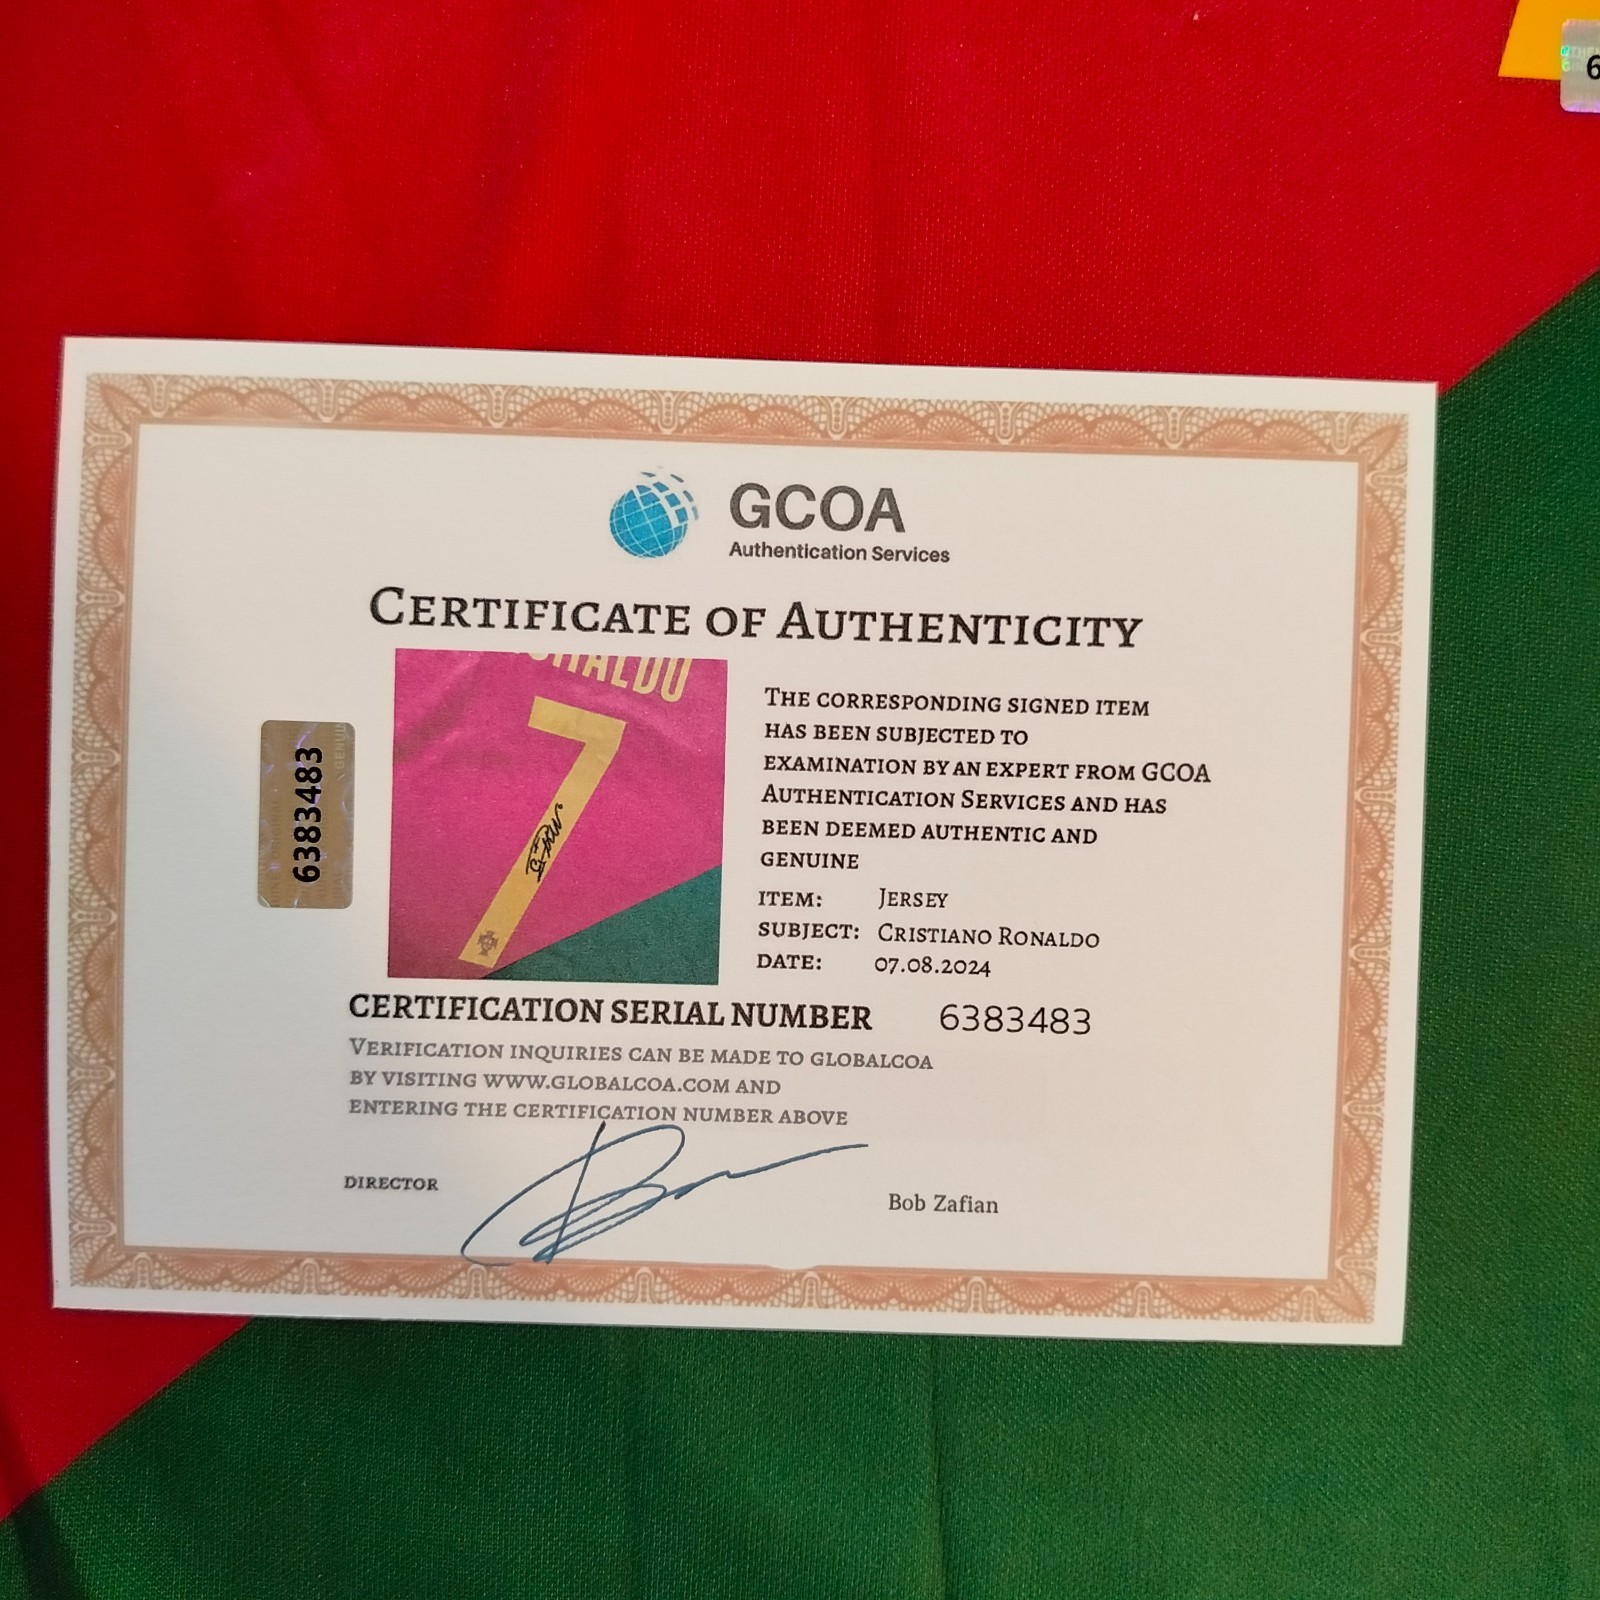 6
GCOA
Authentication Services
CERTIFICATE OF AUTHENTICITY
7
6383483
THE CORRESPONDING SIGNED ITEM
HAS BEEN SUBJECTED TO
EXAMINATION BY AN EXPERT FROM GCOA
AUTHENTICATION SERVICES AND HAS
BEEN DEEMED AUTHENTIC AND
GENUINE
ITEM: JERSEY
SUBJECT: CRISTIANO RONALDO
DATE: 07.08.2024
CERTIFICATION SERIAL NUMBER 6383483
VERIFICATION INQUIRIES CAN BE MADE TO GLOBALCOA
BY VISITING WWW.GLOBALCOA.COM AND
ENTERING THE CERTIFICATION NUMBER ABOVE
DIRECTOR
Bob Zafian